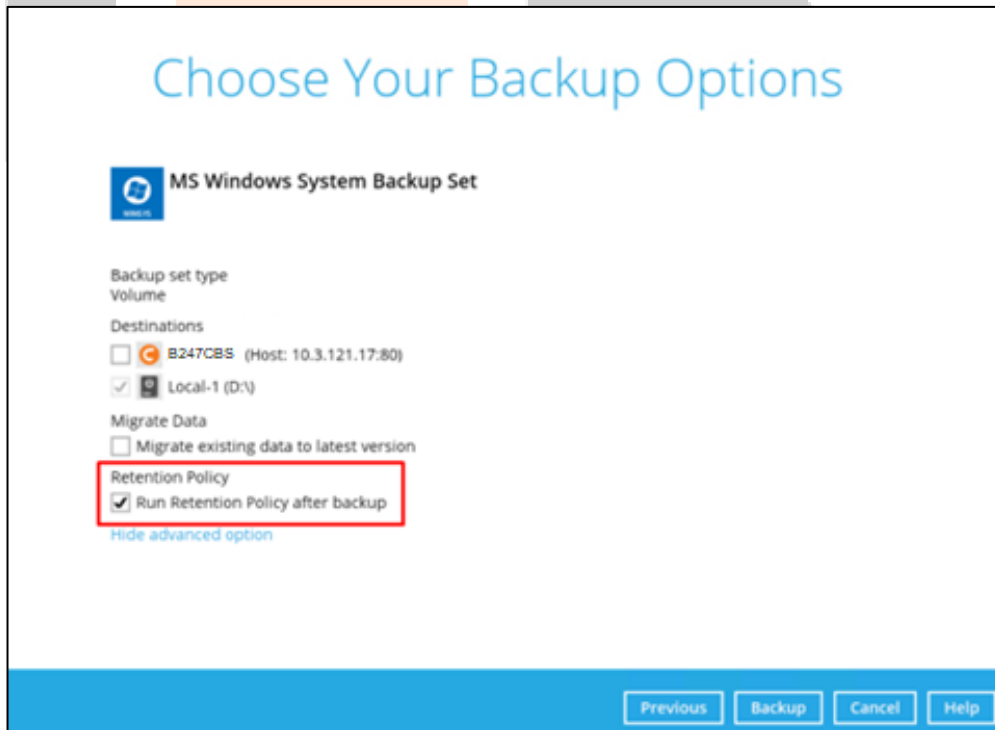 Choose Your Backup Options
MS Windows System Backup Set
Backup set type
Volume
Destinations
B247CBS (Host: 10.3.121.17:80)
Local-1 (D:\)
Migrate Data
Migrate existing data to latest version
Retention Policy
Run Retention Policy after backup
Hide advanced option
Previous Backup Cancel Help